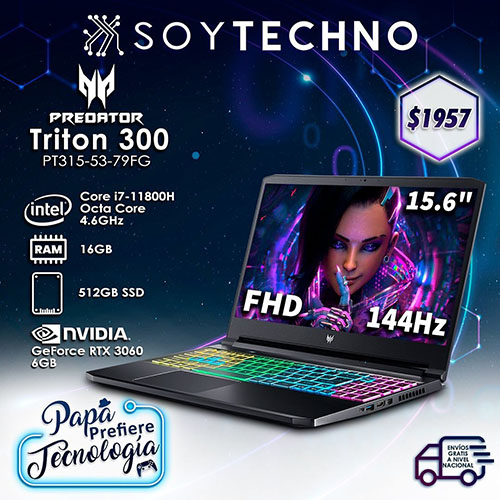 SOYTECHNO
PREDATOR
Triton 300
PT315-53-79FG
$1957
intel
Core i7-11800H
Octa Core
4.6GHz
RAM
16GB
512GB SSD
NVIDIA.
GeForce RTX 3060
6GB
15.6"
FHD
144Hz
Papá
Prefiere
Tecnología
ENVÍOS
GRATIS
A NIVEL
NACIONAL